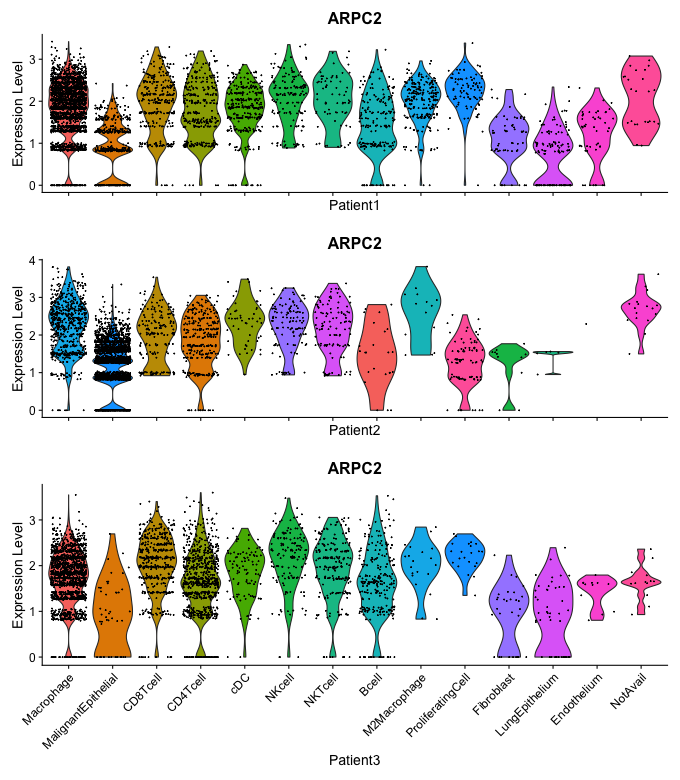 ARPC2
Expression Level
3
2
1
0
Patient1
ARPC2
Expression Level
4
3
2
1
0
Patient2
ARPC2
Expression Level
3
2
1
0
Macrophage
MalignantEpithelial
CD8Tcell
CD4Tcell
cDC
NKcell
NKTcell
Bcell
M2Macrophage
ProliferatingCell
Fibroblast
LungEpithelium
Endothelium
NotAvail
Patient3